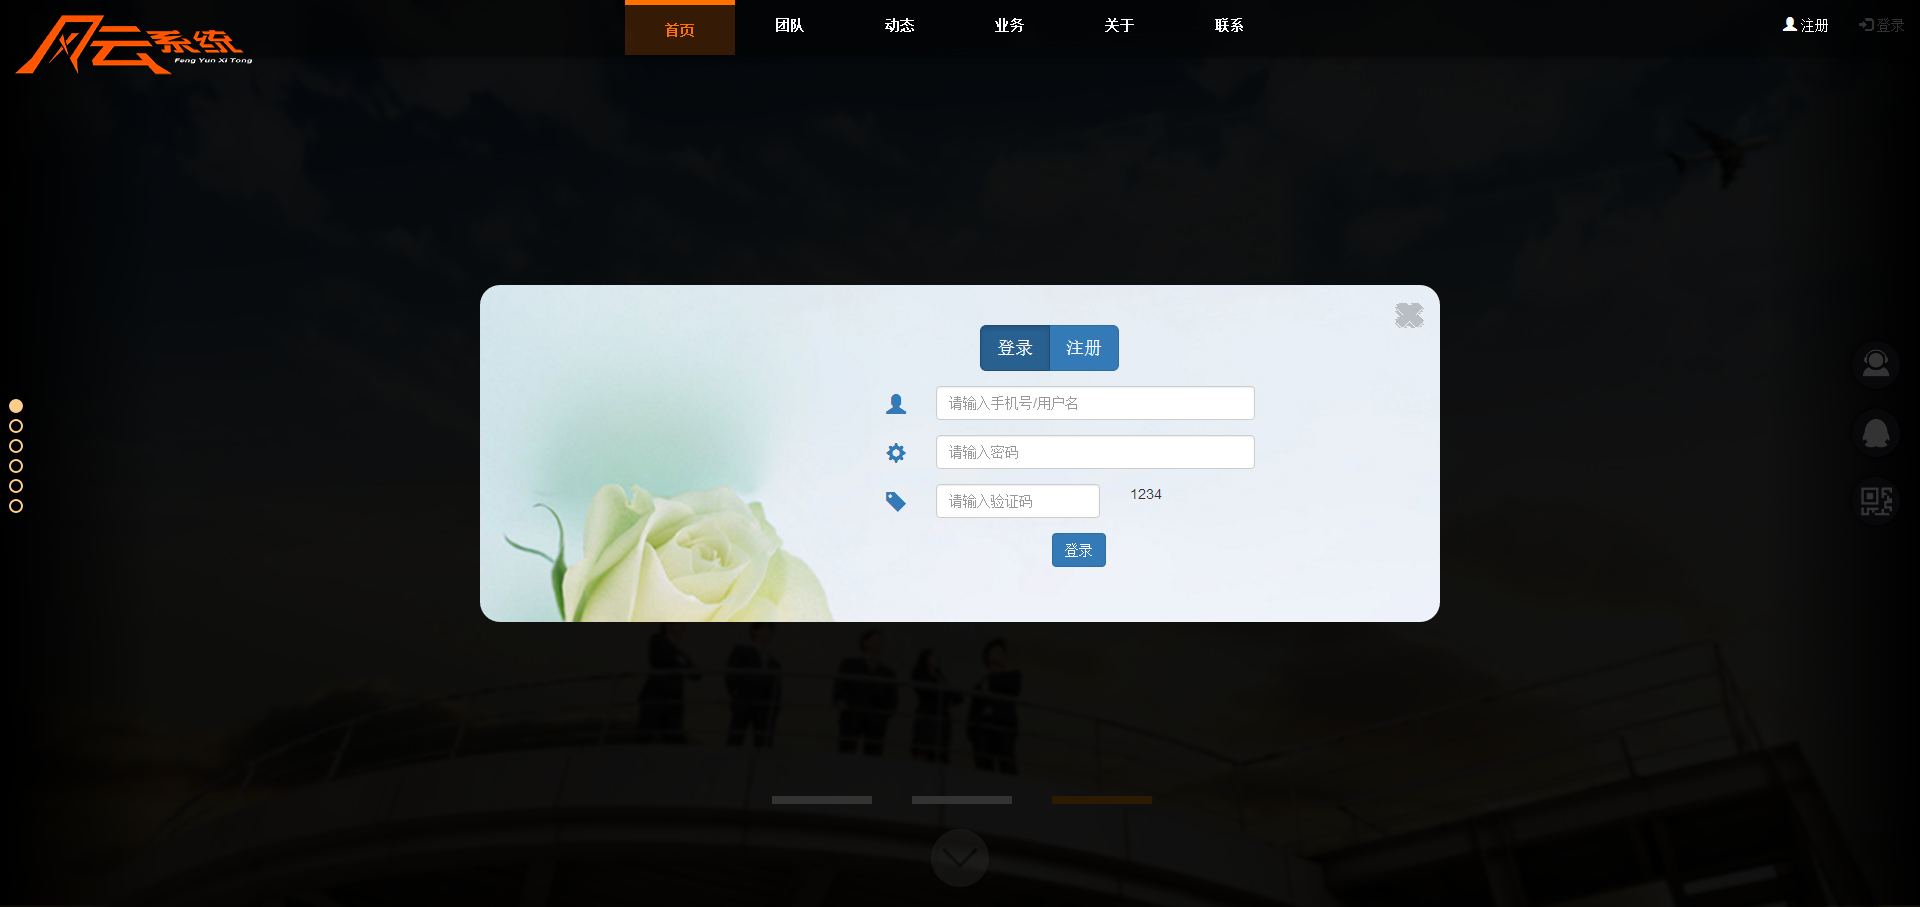 风云系统
Feng Yun Xi Tong
首页
团队
动态
业务
关于
联系
注册
登录
登录
注册
请输入手机号/用户名
请输入密码
请输入验证码
1234
登录